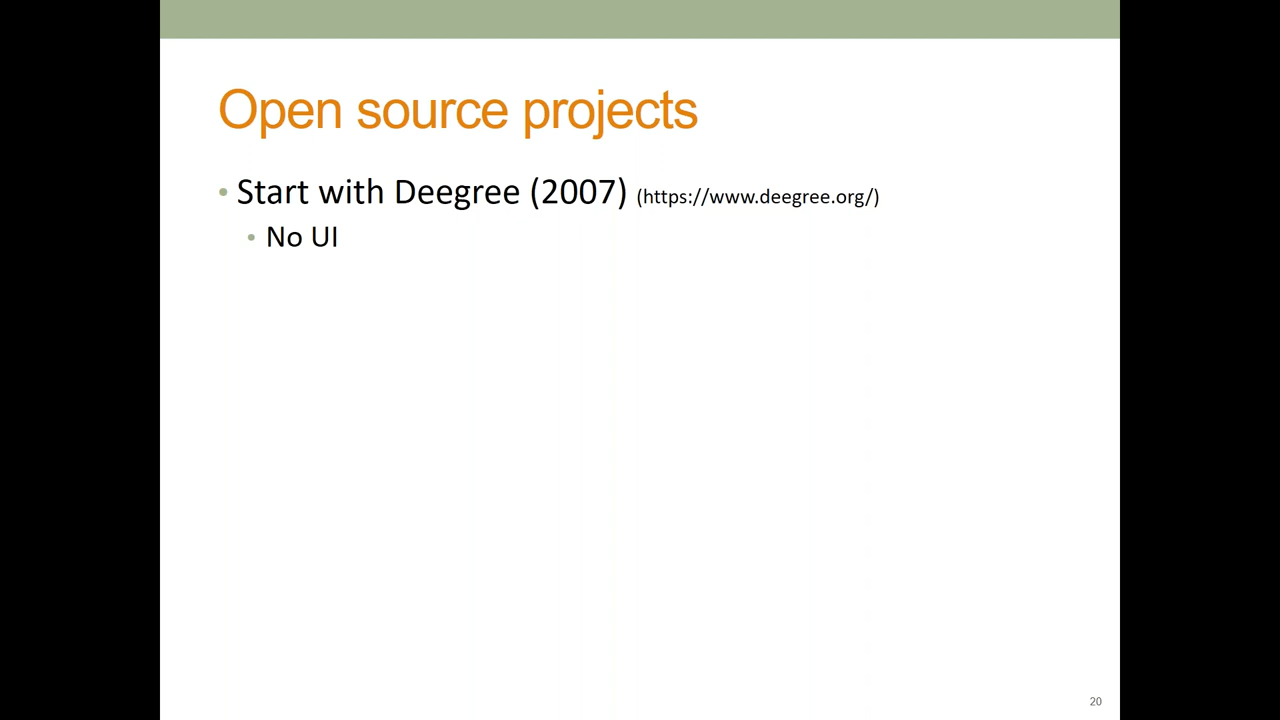 Open source projects
• Start with Deegree (2007) (https://www.deegree.org/)
• No UI
20